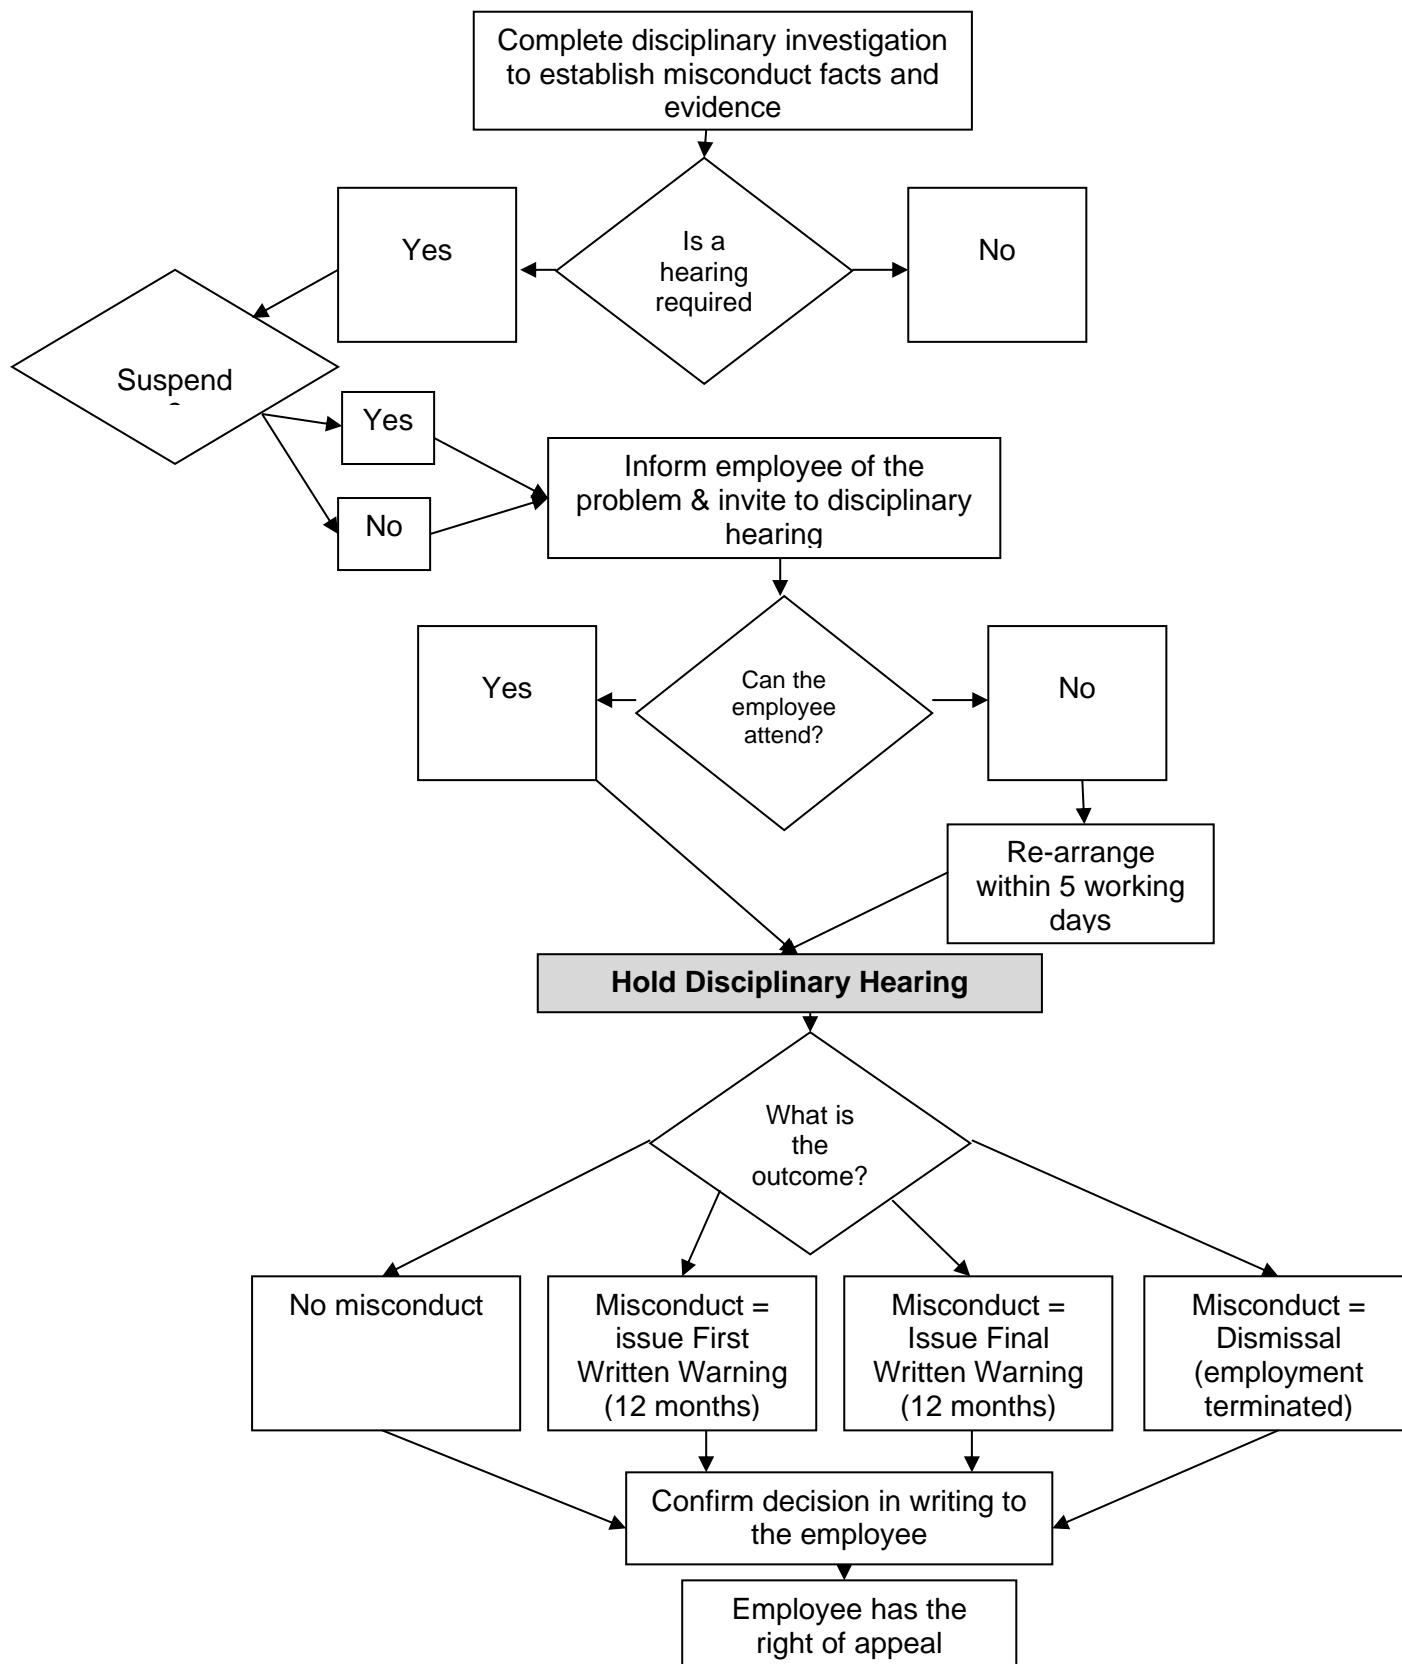 Complete disciplinary investigation
to establish misconduct facts and
evidence
Is a
hearing
required
Yes
No
Suspend
Yes
No
Inform employee of the
problem & invite to disciplinary
hearing
Can the
employee
attend?
Yes
No
Re-arrange
within 5 working
days
Hold Disciplinary Hearing
What is
the
outcome?
No misconduct
Misconduct =
issue First
Written Warning
(12 months)
Misconduct =
Issue Final
Written Warning
(12 months)
Misconduct =
Dismissal
(employment
terminated)
Confirm decision in writing to
the employee
Employee has the
right of appeal